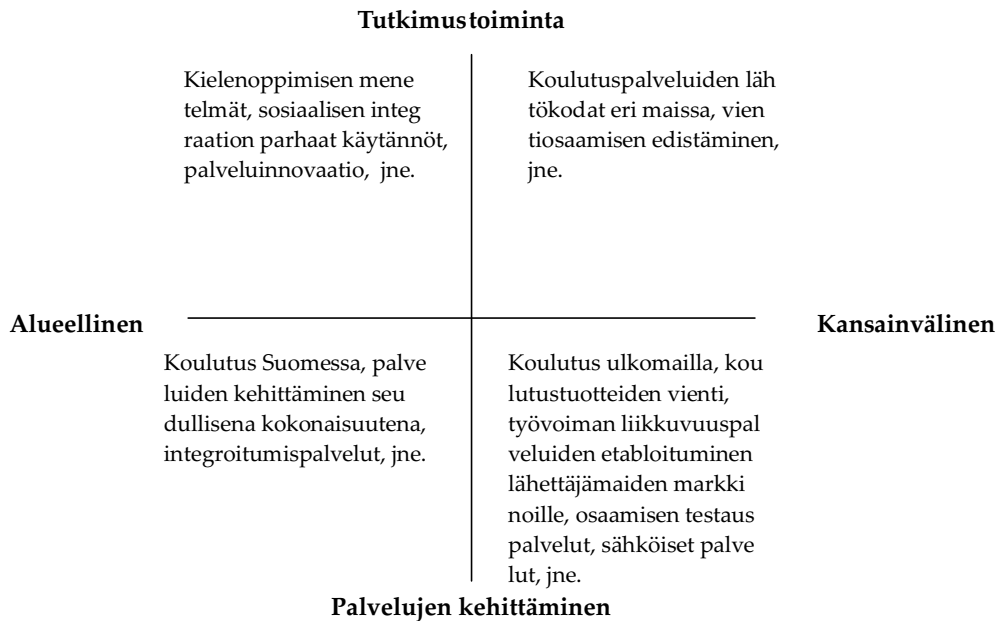 Tutkimustoiminta
Kielenoppimisen mene
telmät, sosiaalisen integ
raation parhaat käytännöt,
palveluinnovaatio, jne.
Koulutuspalveluiden läh
tökodat eri maissa, vien
tiosaamisen edistäminen,
jne.
Alueellinen
Kansainvälinen
Koulutus Suomessa, palve
luiden kehittäminen seu
dullisena kokonaisuutena,
integroitumispalvelut, jne.
Koulutus ulkomailla, kou
lutustuotteiden vienti,
työvoiman liikkuvuuspal
veluiden etabloituminen
lähettäjämaiden markki
noille, osaamisen testaus
palvelut, sähköiset palve
lut, jne.
Palvelujen kehittäminen